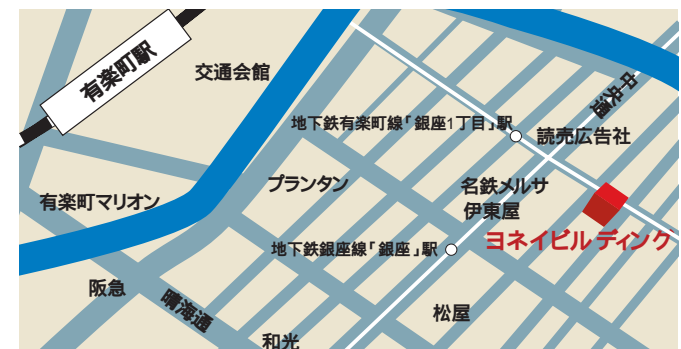 有楽町駅
交通会館
中央通
地下鉄有楽町線「銀座1丁目」駅
読売広告社
プランタン
名鉄メルサ
伊東屋
有楽町マリオン
ヨネイビルディング
地下鉄銀座線「銀座」駅
阪急
晴海通
松屋
和光